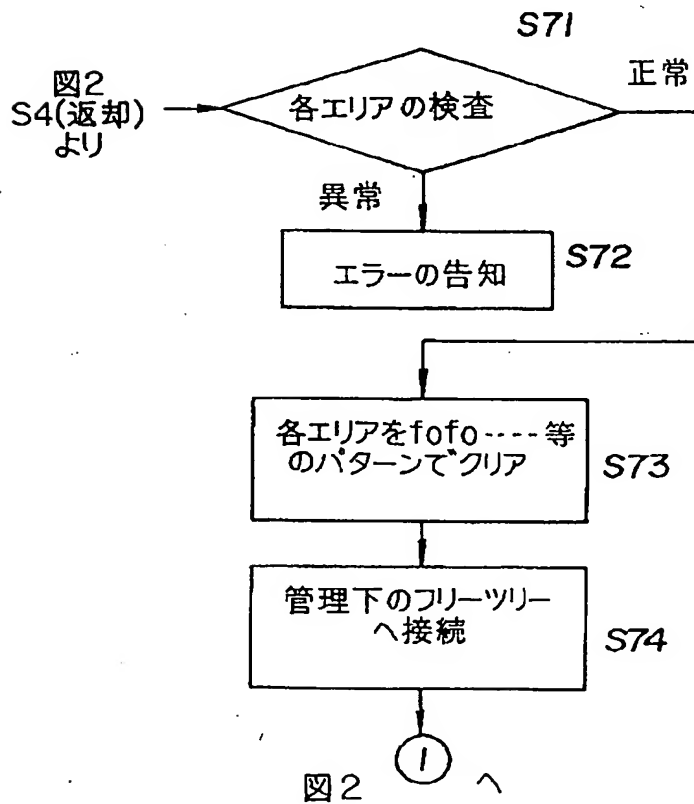 S71
図2
S4(返却)
より
各エリアの検査
正常
異常
エラーの告知
S72
各エリアをfofo----等
のパターンでクリア
S73
管理下のフリーツリー
へ接続
S74
1
図2 へ